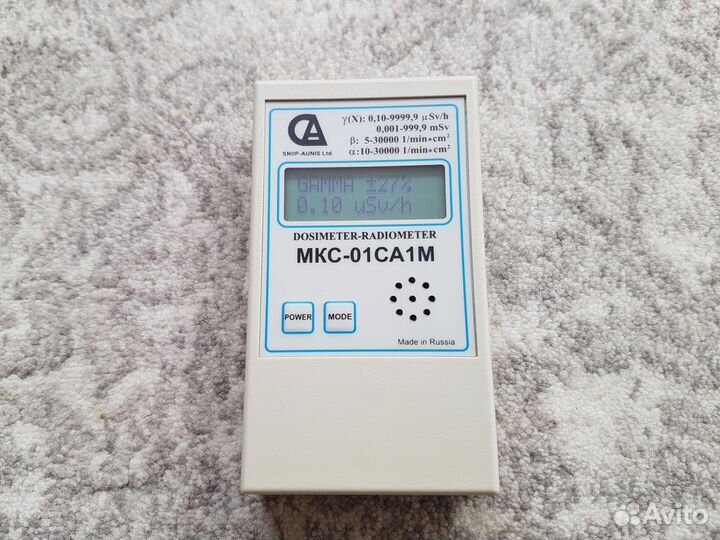 CA
SNIIP-AUNIS Ltd.
γ(X): 0,10-9999,9 μSv/h
0,001-999,9 mSv
β: 5-30000 1/min∗cm²
α:10-30000 1/min∗cm²
GAMMA ±27%
0.10 uSv/h
DOSIMETER-RADIOMETER
МКС-01СА1М
POWER
MODE
Made in Russia
Avito